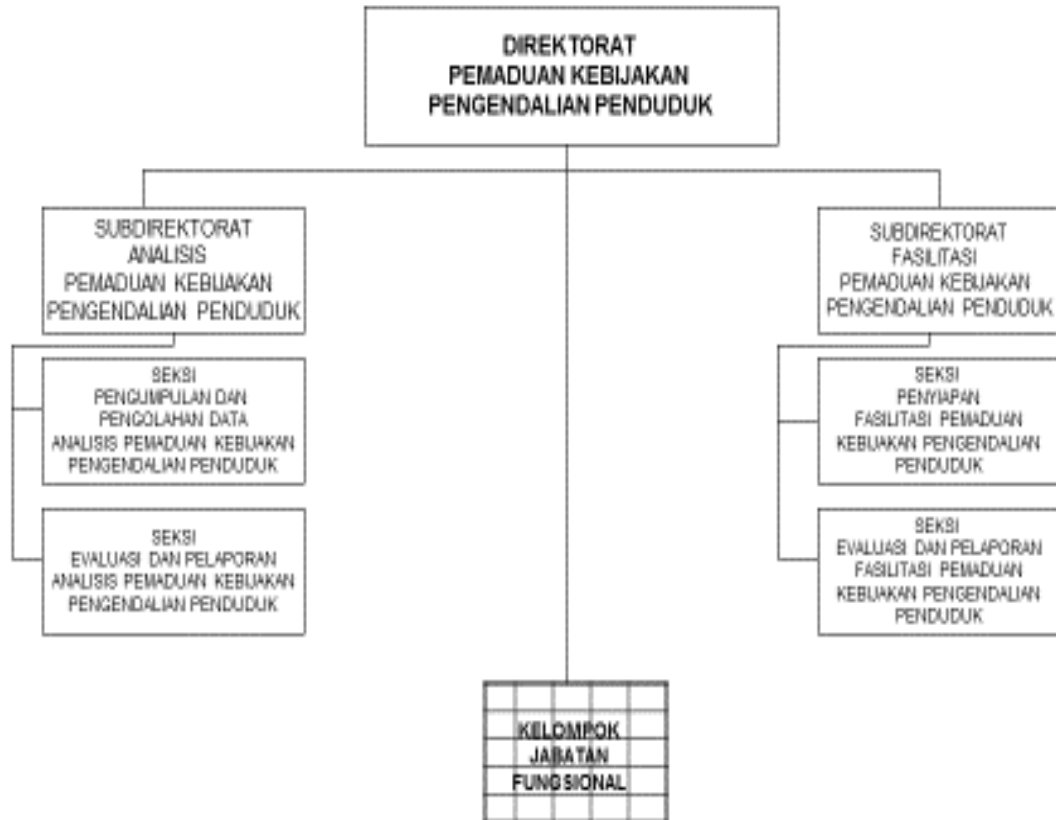 DIREKTORAT
PEMADUAN KEBIJAKAN
PENGENDALIAN PENDUDUK
SUBDIREKTORAT
ANALISIS
PEMADUAN KEBIJAKAN
PENGENDALIAN PENDUDUK
SEKSI
PENGUMPULAN DAN
PENGOLAHAN DATA
ANALISIS PEMADUAN KEBIJAKAN
PENGENDALIAN PENDUDUK
SEKSI
EVALUASI DAN PELAPORAN
ANALISIS PEMADUAN KEBIJAKAN
PENGENDALIAN PENDUDUK
SUBDIREKTORAT
FASILITASI
PEMADUAN KEBIJAKAN
PENGENDALIAN PENDUDUK
SEKSI
PENYIAPAN
FASILITASI PEMADUAN
KEBIJAKAN PENGENDALIAN
PENDUDUK
SEKSI
EVALUASI DAN PELAPORAN
FASILITASI PEMADUAN
KEBIJAKAN PENGENDALIAN
PENDUDUK
KELOMPOK
JABATAN
FUNGSIONAL